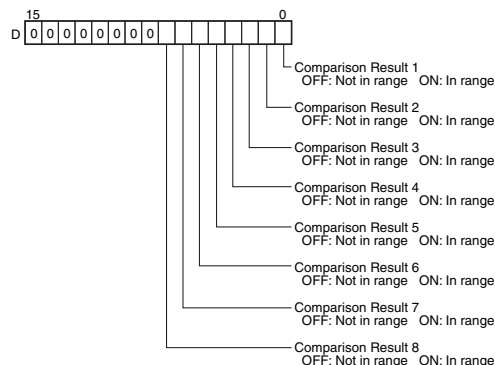 15 0
D 0 0 0 0 0 0 0 0
Comparison Result 1
OFF: Not in range ON: In range
Comparison Result 2
OFF: Not in range ON: In range
Comparison Result 3
OFF: Not in range ON: In range
Comparison Result 4
OFF: Not in range ON: In range
Comparison Result 5
OFF: Not in range ON: In range
Comparison Result 6
OFF: Not in range ON: In range
Comparison Result 7
OFF: Not in range ON: In range
Comparison Result 8
OFF: Not in range ON: In range